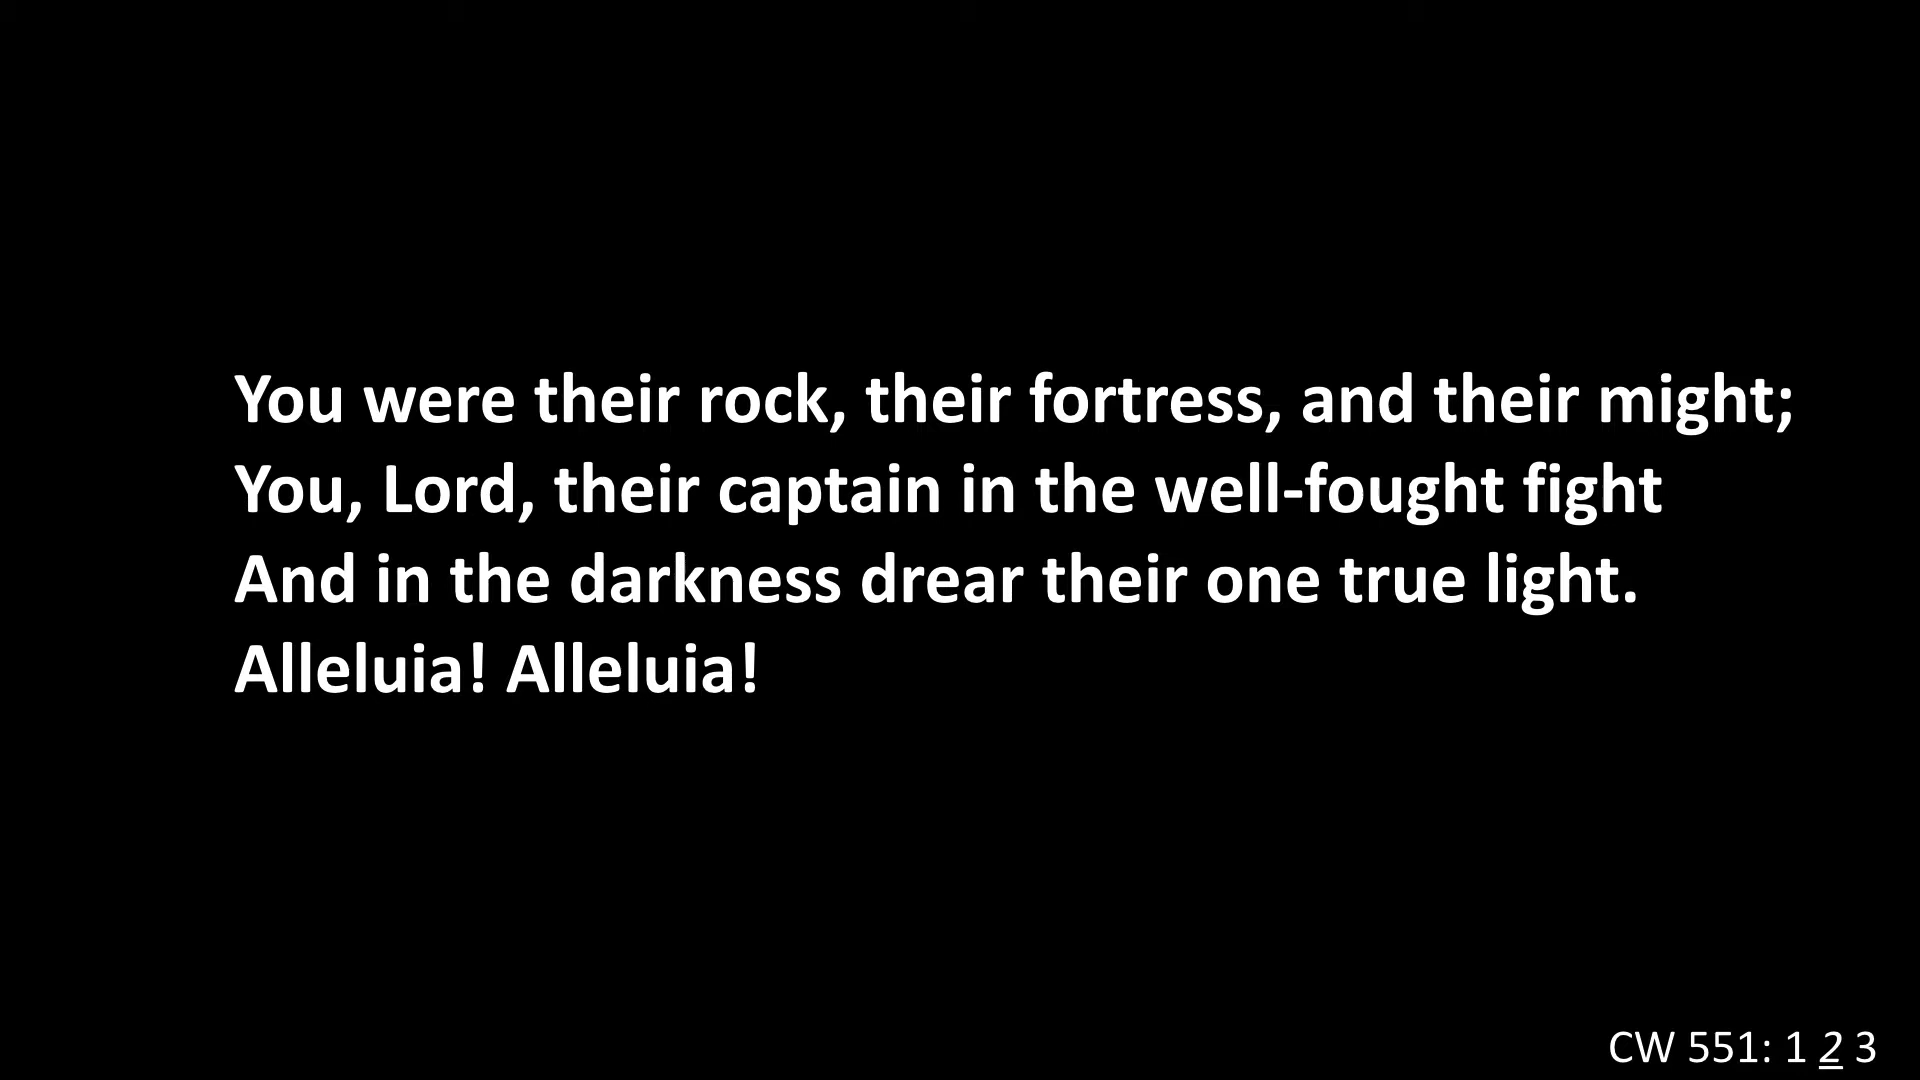 You were their rock, their fortress, and their might;
You, Lord, their captain in the well-fought fight
And in the darkness drear their one true light.
Alleluia! Alleluia!
CW 551: 1 2 3